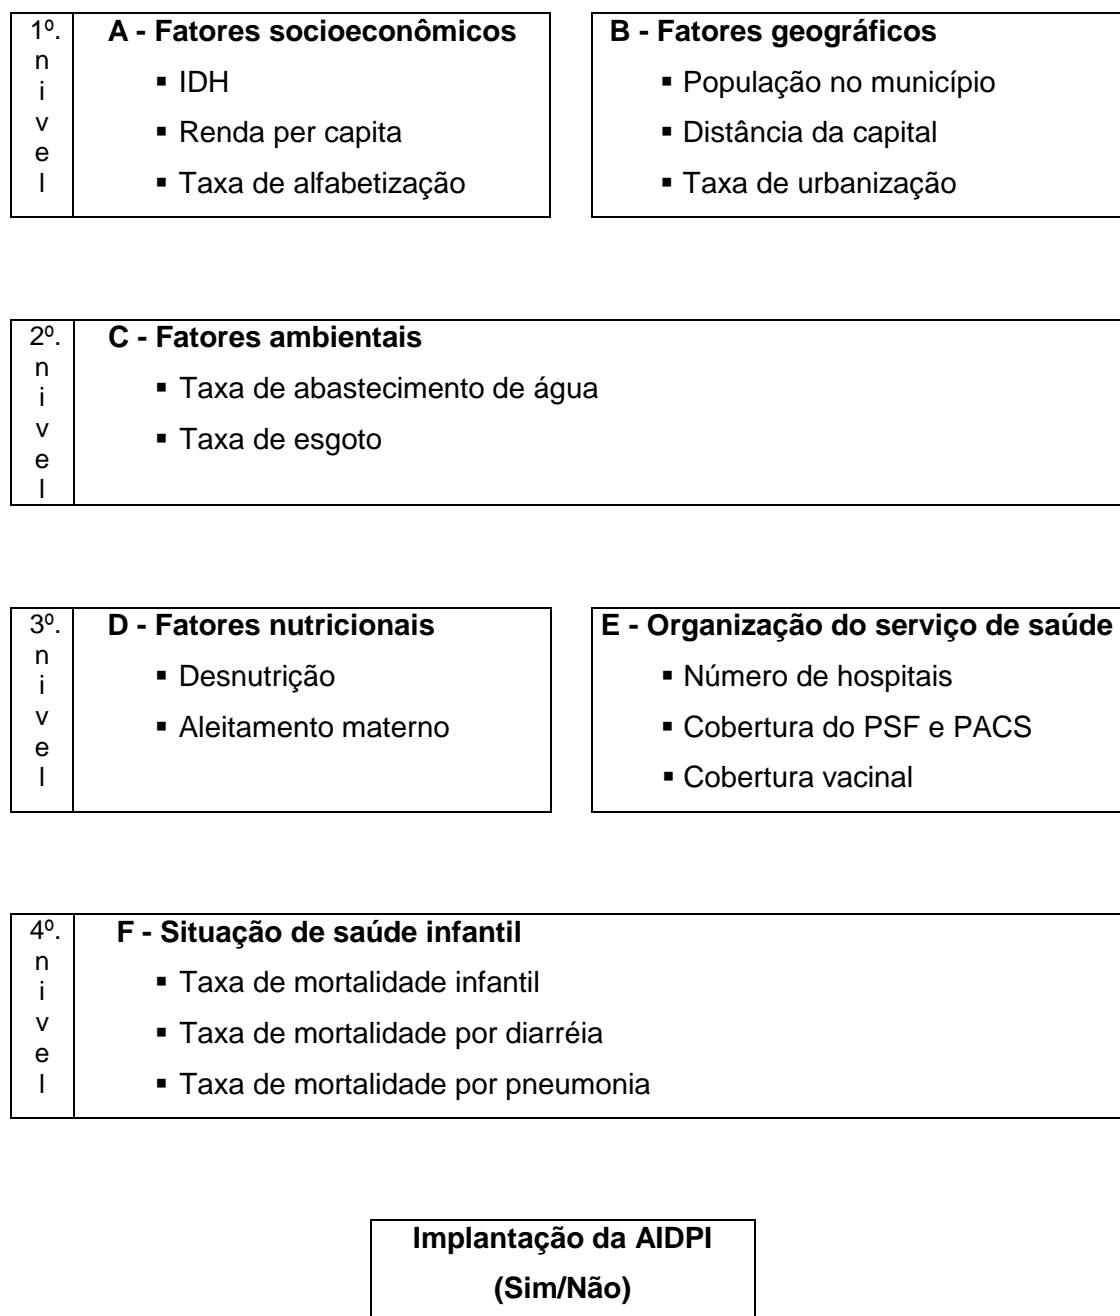 1º. nivel
A - Fatores socioeconômicos
▪ IDH
▪ Renda per capita
▪ Taxa de alfabetização
B - Fatores geográficos
▪ População no município
▪ Distância da capital
▪ Taxa de urbanização
2º. nivel
C - Fatores ambientais
▪ Taxa de abastecimento de água
▪ Taxa de esgoto
3º. nivel
D - Fatores nutricionais
▪ Desnutrição
▪ Aleitamento materno
E - Organização do serviço de saúde
▪ Número de hospitais
▪ Cobertura do PSF e PACS
▪ Cobertura vacinal
4º. nivel
F - Situação de saúde infantil
▪ Taxa de mortalidade infantil
▪ Taxa de mortalidade por diarréia
▪ Taxa de mortalidade por pneumonia
Implantação da AIDPI
(Sim/Não)